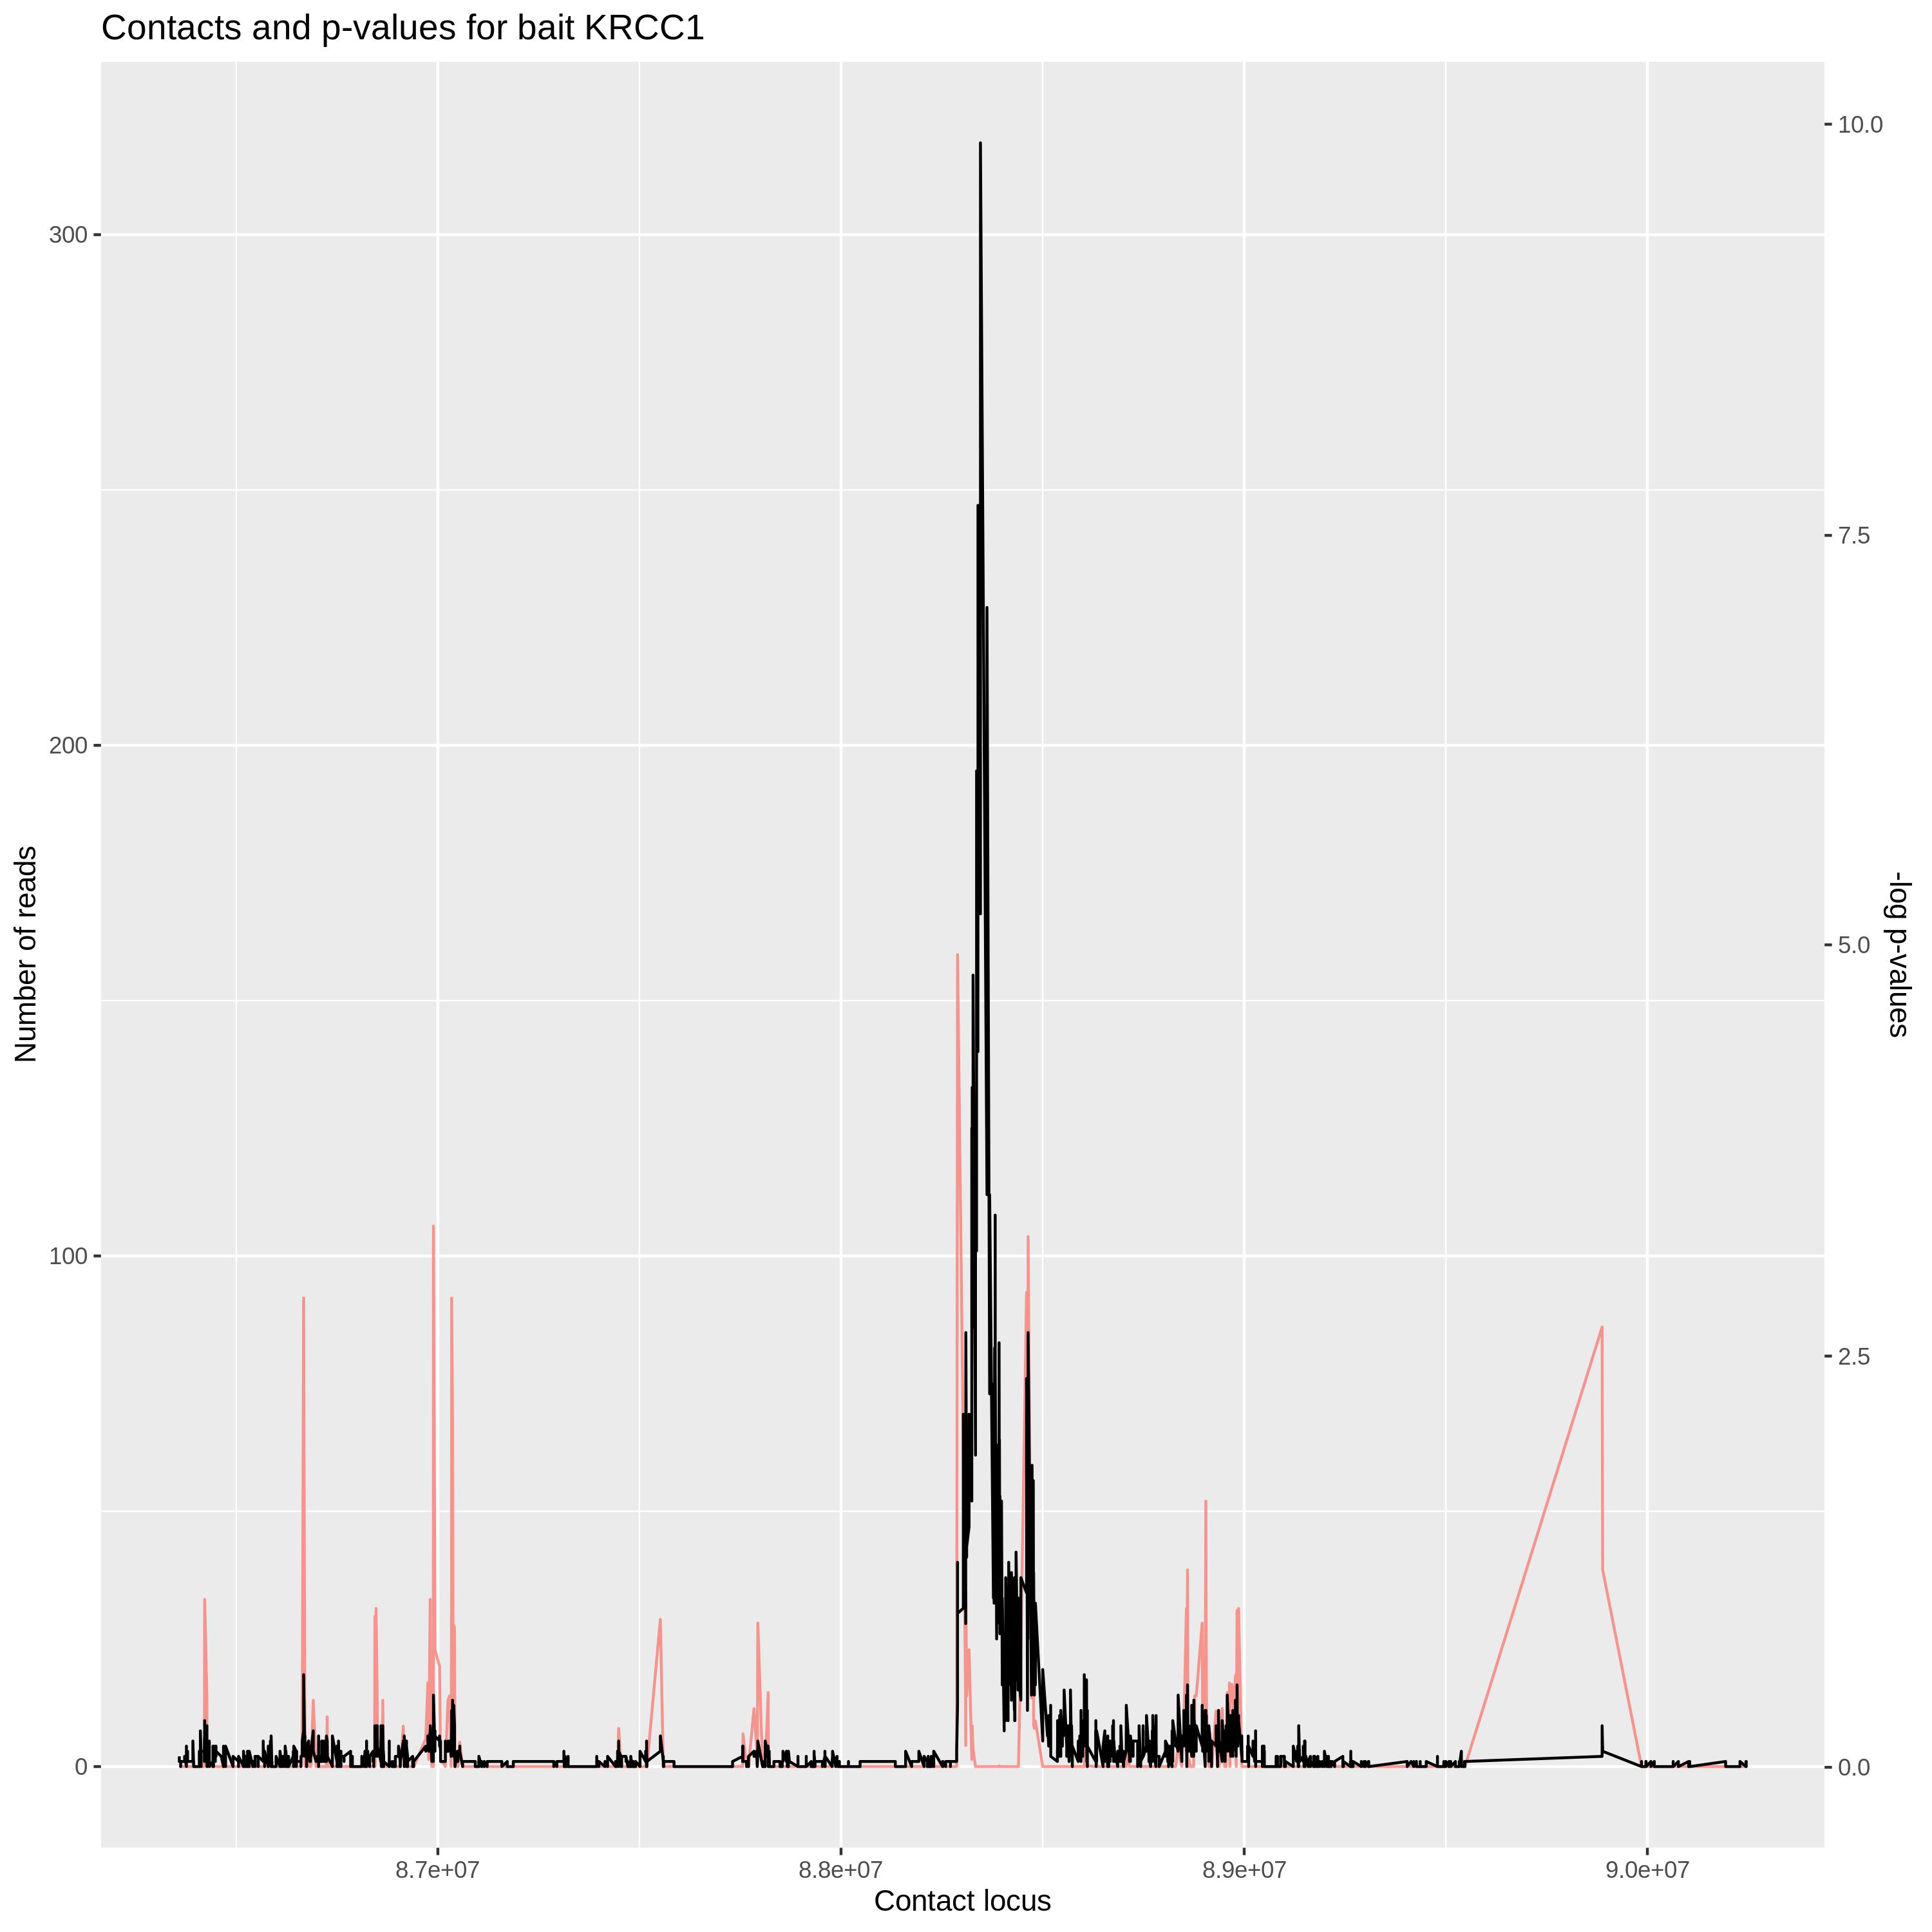 Contacts and p-values for bait KRCC1
300
200
100
0
Number of reads
10.0
7.5
5.0
2.5
0.0
-log p-values
8.7e+07
8.8e+07
8.9e+07
9.0e+07
Contact locus